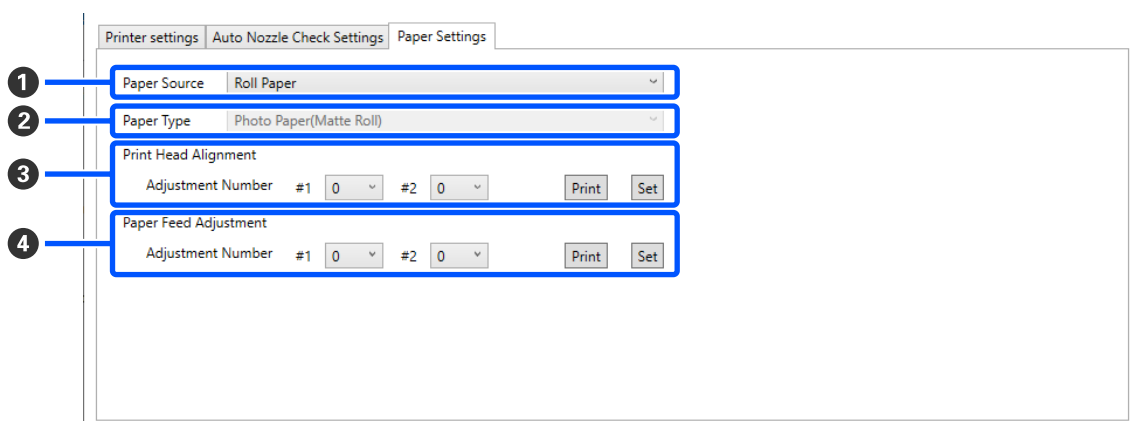 Printer settings Auto Nozzle Check Settings Paper Settings
1 Paper Source Roll Paper
2 Paper Type Photo Paper(Matte Roll)
Print Head Alignment
3 Adjustment Number #1 0 #2 0 Print Set
Paper Feed Adjustment
4 Adjustment Number #1 0 #2 0 Print Set